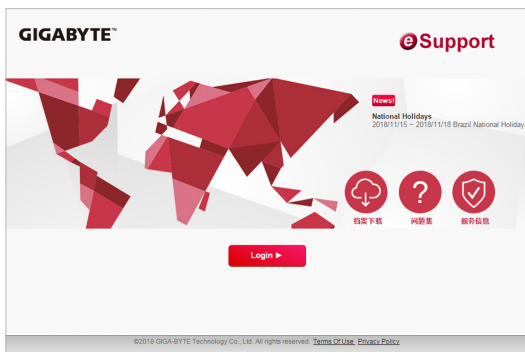 GIGABYTE™
eSupport
News!
National Holidays
2018/11/15 ~ 2018/11/18 Brazil National Holiday
档案下载
问题集
服务信息
Login ►
©2018 GIGA-BYTE Technology Co., Ltd. All rights reserved. Terms Of Use Privacy Policy